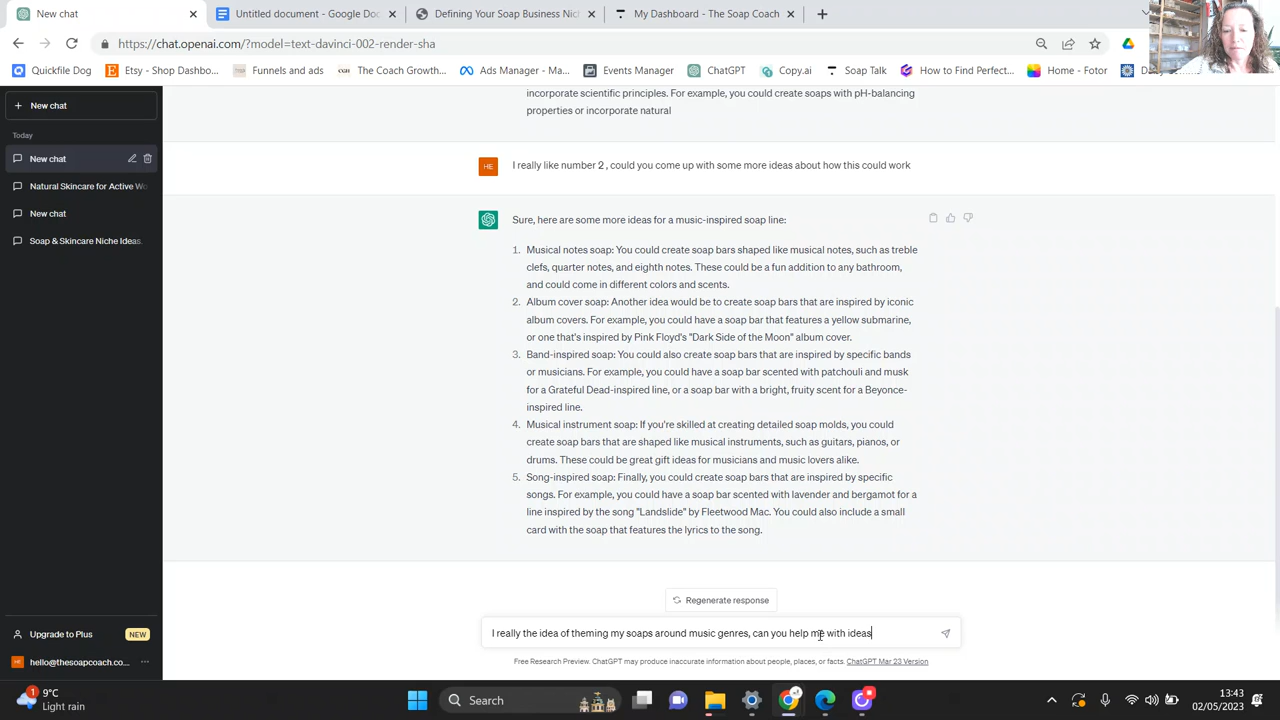 New chat
Untitled document - Google Doc
Defining Your Soap Business Nich
My Dashboard - The Soap Coach
https://chat.openai.com/?model=text-davinci-002-render-sha
Quickfile Dog
Etsy - Shop Dashbo...
Funnels and ads
The Coach Growth...
Ads Manager - Ma...
Events Manager
ChatGPT
Copy.ai
Soap Talk
How to Find Perfect...
Home - Fotor
New chat
Today
New chat
Natural Skincare for Active Wo
New chat
Soap & Skincare Niche Ideas.
incorporate scientific principles. For example, you could create soaps with pH-balancing
properties or incorporate natural
HE
I really like number 2 , could you come up with some more ideas about how this could work
Sure, here are some more ideas for a music-inspired soap line:
1. Musical notes soap: You could create soap bars shaped like musical notes, such as treble
clefs, quarter notes, and eighth notes. These could be a fun addition to any bathroom,
and could come in different colors and scents.
2. Album cover soap: Another idea would be to create soap bars that are inspired by iconic
album covers. For example, you could have a soap bar that features a yellow submarine,
or one that's inspired by Pink Floyd's "Dark Side of the Moon" album cover.
3. Band-inspired soap: You could also create soap bars that are inspired by specific bands
or musicians. For example, you could have a soap bar scented with patchouli and musk
for a Grateful Dead-inspired line, or a soap bar with a bright, fruity scent for a Beyonce-
inspired line.
4. Musical instrument soap: If you're skilled at creating detailed soap molds, you could
create soap bars that are shaped like musical instruments, such as guitars, pianos, or
drums. These could be great gift ideas for musicians and music lovers alike.
5. Song-inspired soap: Finally, you could create soap bars that are inspired by specific
songs. For example, you could have a soap bar scented with lavender and bergamot for a
line inspired by the song "Landslide" by Fleetwood Mac. You could also include a small
card with the soap that features the lyrics to the song.
Regenerate response
I really the idea of theming my soaps around music genres, can you help me with ideas
Free Research Preview. ChatGPT may produce inaccurate information about people, places, or facts. ChatGPT Mar 23 Version
Upgrade to Plus
NEW
HE
hello@thesoapcoach.co...
1
9°C
Light rain
Search
13:43
02/05/2023